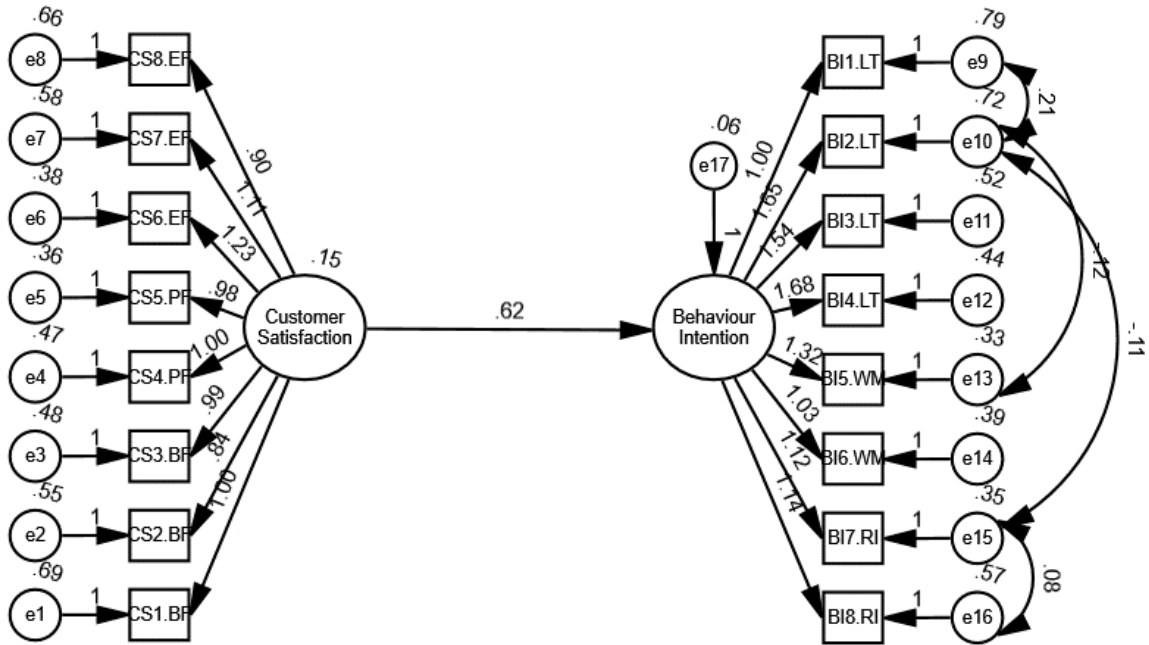 .66
e8
1
CS8.EF
.58
e7
1
CS7.EF
.38
e6
1
CS6.EF
.36
e5
1
CS5.PF
.47
e4
1
CS4.PF
.48
e3
1
CS3.BF
.55
e2
1
CS2.BF
.69
e1
1
CS1.BF
.90
1.11
1.23
.98
1.00
.99
.84
1.00
.15
Customer
Satisfaction
.62
.06
e17
1
Behaviour
Intention
1.00
1.65
1.54
1.68
1.32
1.03
1.12
1.14
BI1.LT
1
.79
e9
BI2.LT
1
.72
e10
BI3.LT
1
.52
e11
BI4.LT
1
.44
e12
BI5.WM
1
.33
e13
BI6.WM
1
.39
e14
BI7.RI
1
.35
e15
BI8.RI
1
.57
e16
.21
-.12
-.11
.08